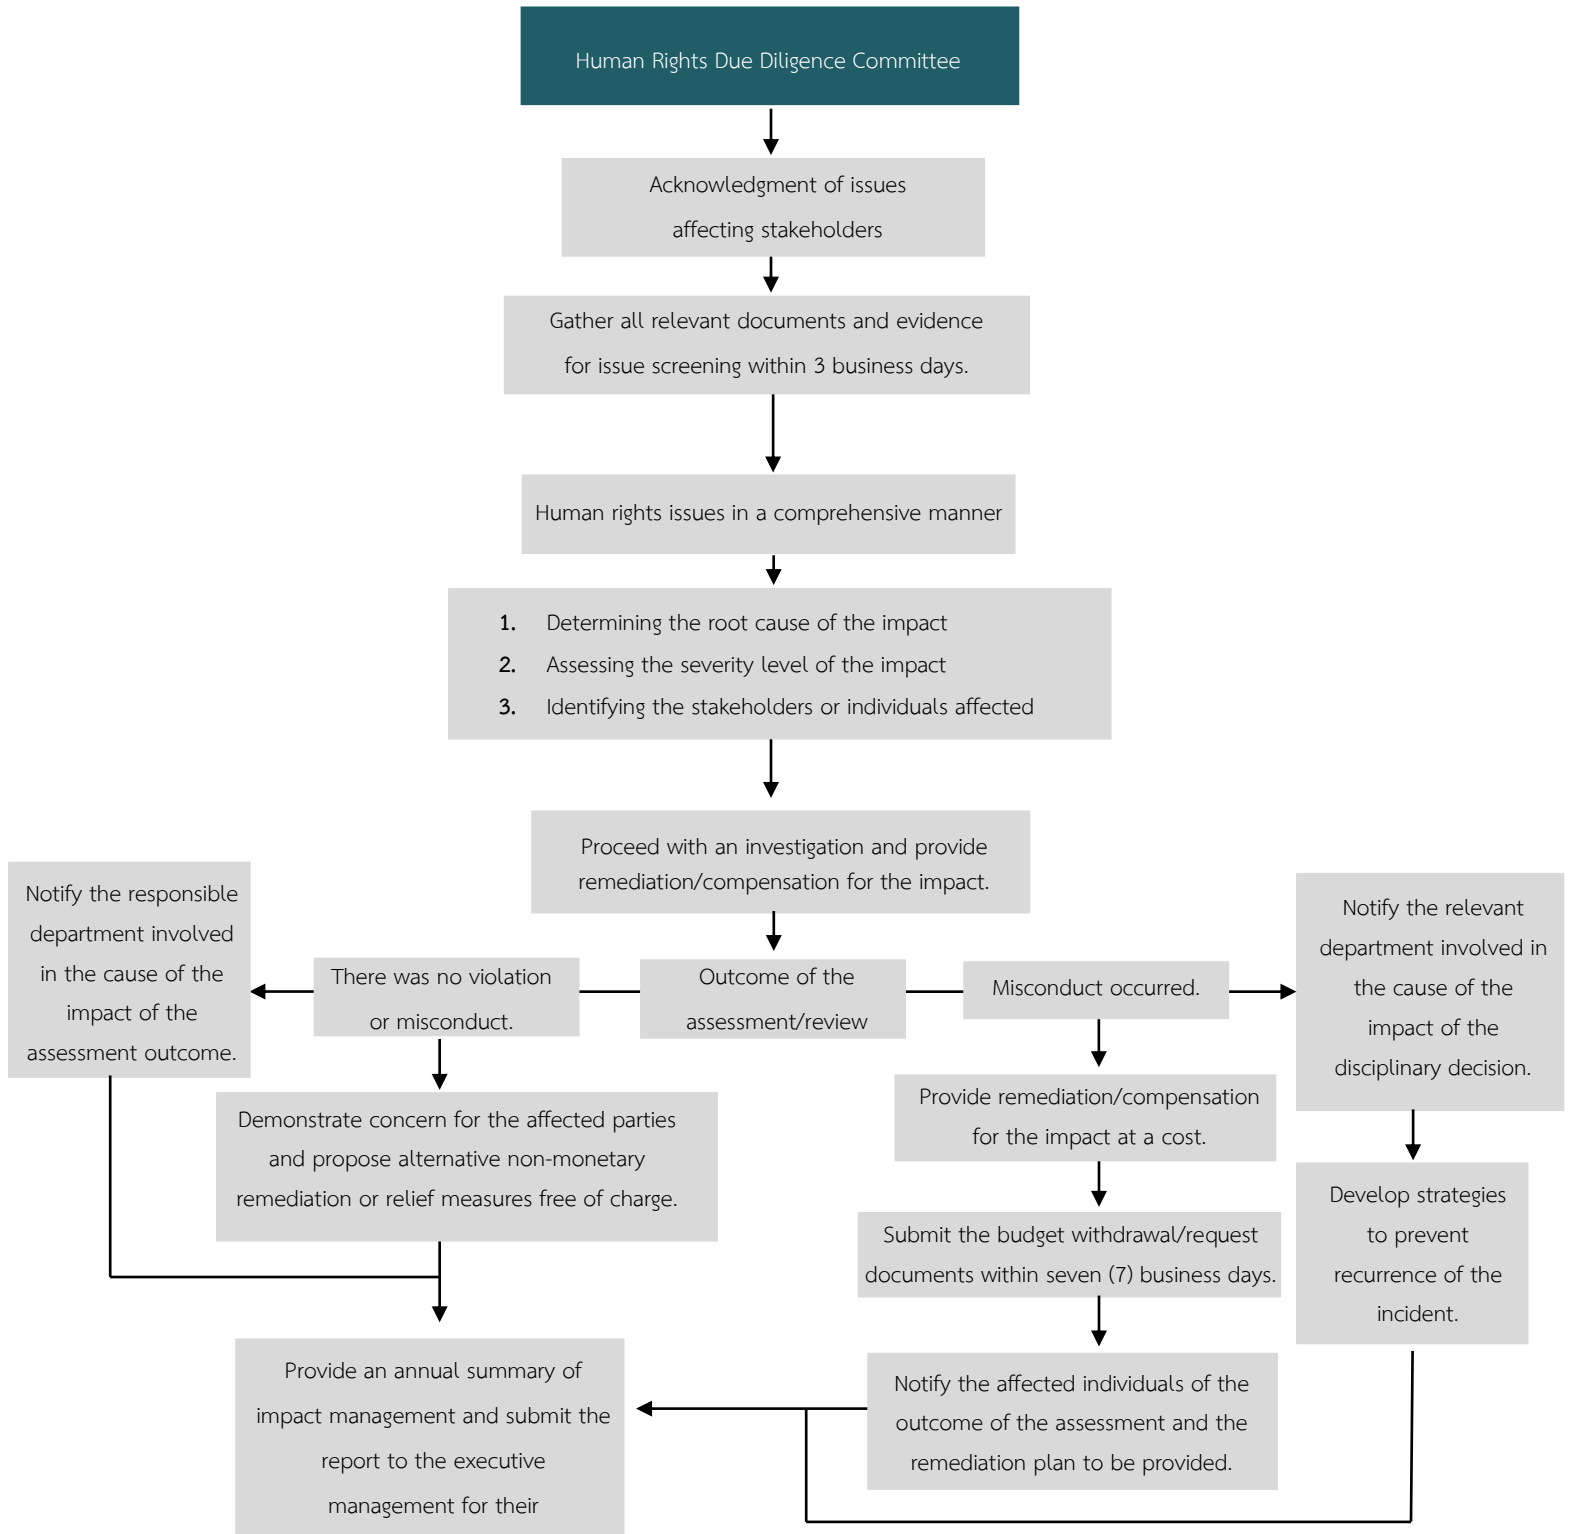 Human Rights Due Diligence Committee
Acknowledgment of issues
affecting stakeholders
Gather all relevant documents and evidence
for issue screening within 3 business days.
Human rights issues in a comprehensive manner
1. Determining the root cause of the impact
2. Assessing the severity level of the impact
3. Identifying the stakeholders or individuals affected
Proceed with an investigation and provide
remediation/compensation for the impact.
Notify the responsible
department involved
in the cause of the
impact of the
assessment outcome.
There was no violation
or misconduct.
Outcome of the
assessment/review
Misconduct occurred.
Notify the relevant
department involved in
the cause of the
impact of the
disciplinary decision.
Demonstrate concern for the affected parties
and propose alternative non-monetary
remediation or relief measures free of charge.
Provide remediation/compensation
for the impact at a cost.
Submit the budget withdrawal/request
documents within seven (7) business days.
Develop strategies
to prevent
recurrence of the
incident.
Provide an annual summary of
impact management and submit the
report to the executive
management for their
Notify the affected individuals of the
outcome of the assessment and the
remediation plan to be provided.